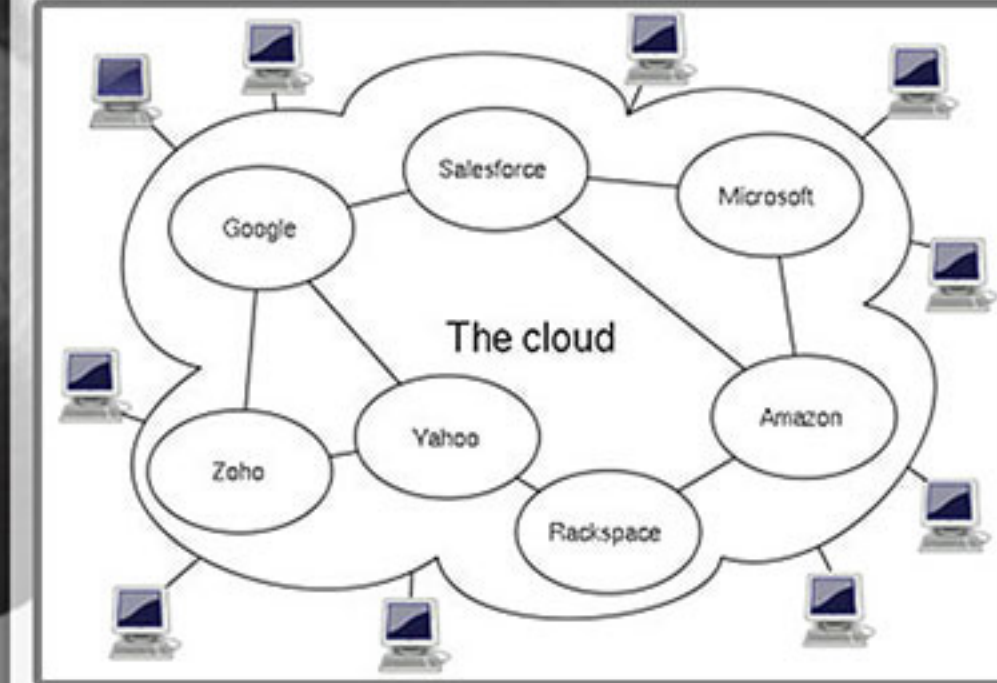 Salesforce
Microsoft
Google
The cloud
Amazon
Yahoo
Zoho
Rackspace